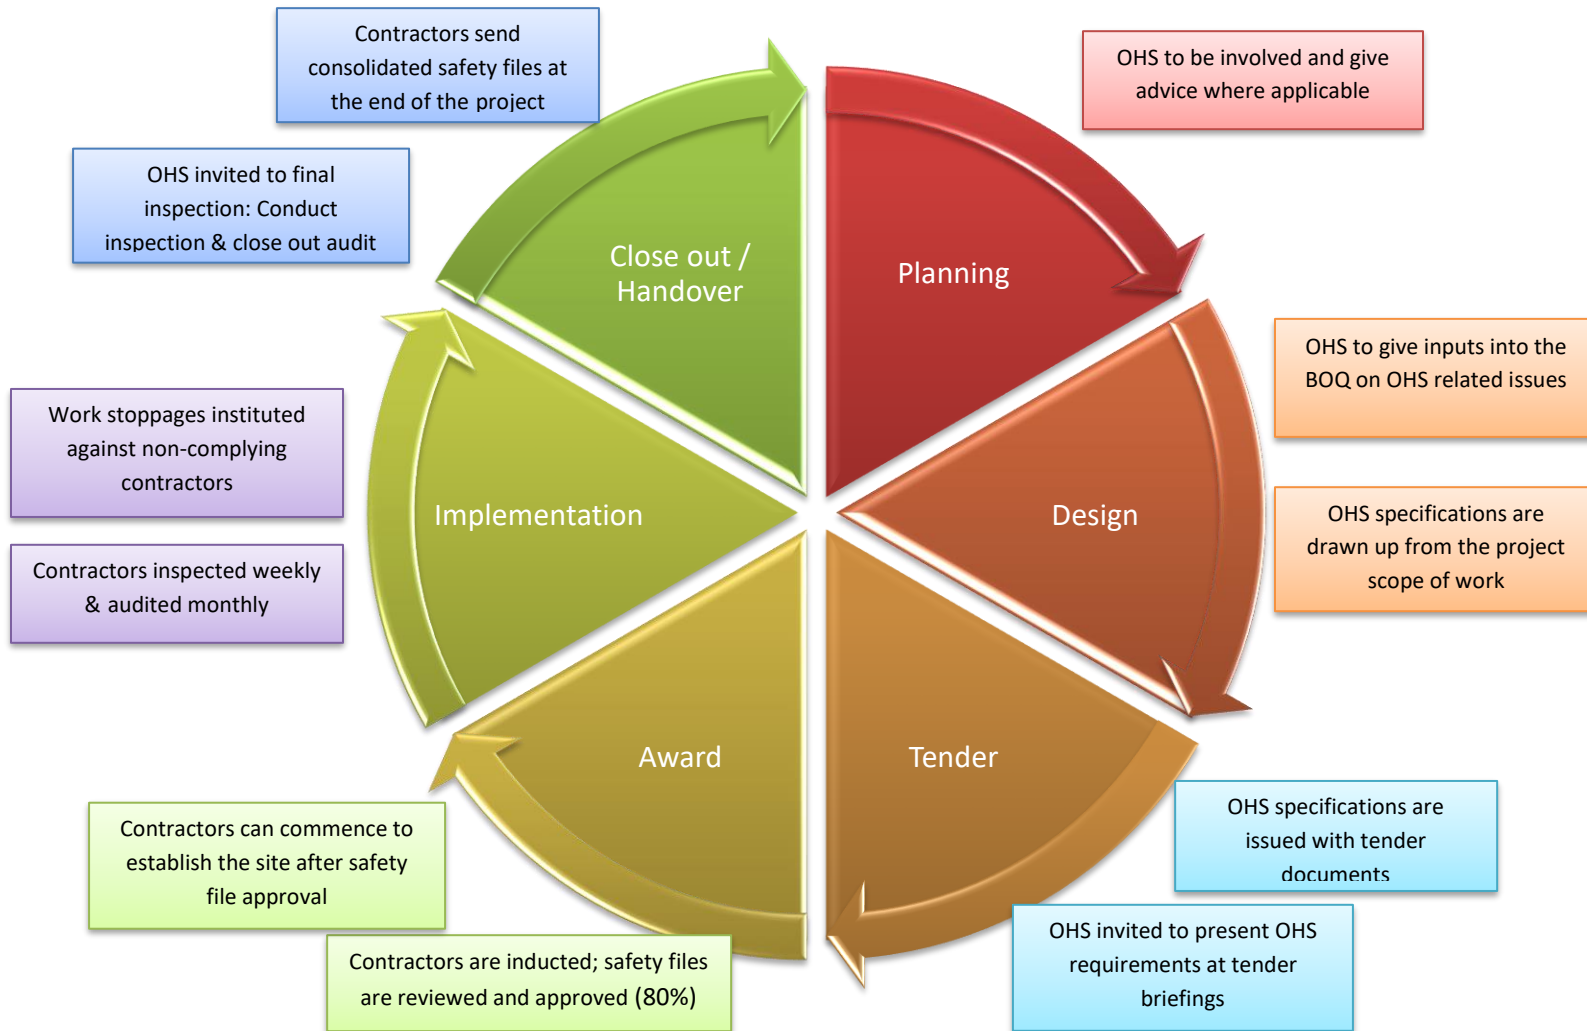 Contractors send
consolidated safety files at
the end of the project
OHS to be involved and give
advice where applicable
OHS invited to final
inspection: Conduct
inspection & close out audit
Close out /
Handover
Planning
OHS to give inputs into the
BOQ on OHS related issues
Work stoppages instituted
against non-complying
contractors
Implementation
Design
OHS specifications are
drawn up from the project
scope of work
Contractors inspected weekly
& audited monthly
Award
Tender
Contractors can commence to
establish the site after safety
file approval
OHS specifications are
issued with tender
documents
Contractors are inducted; safety files
are reviewed and approved (80%)
OHS invited to present OHS
requirements at tender
briefings